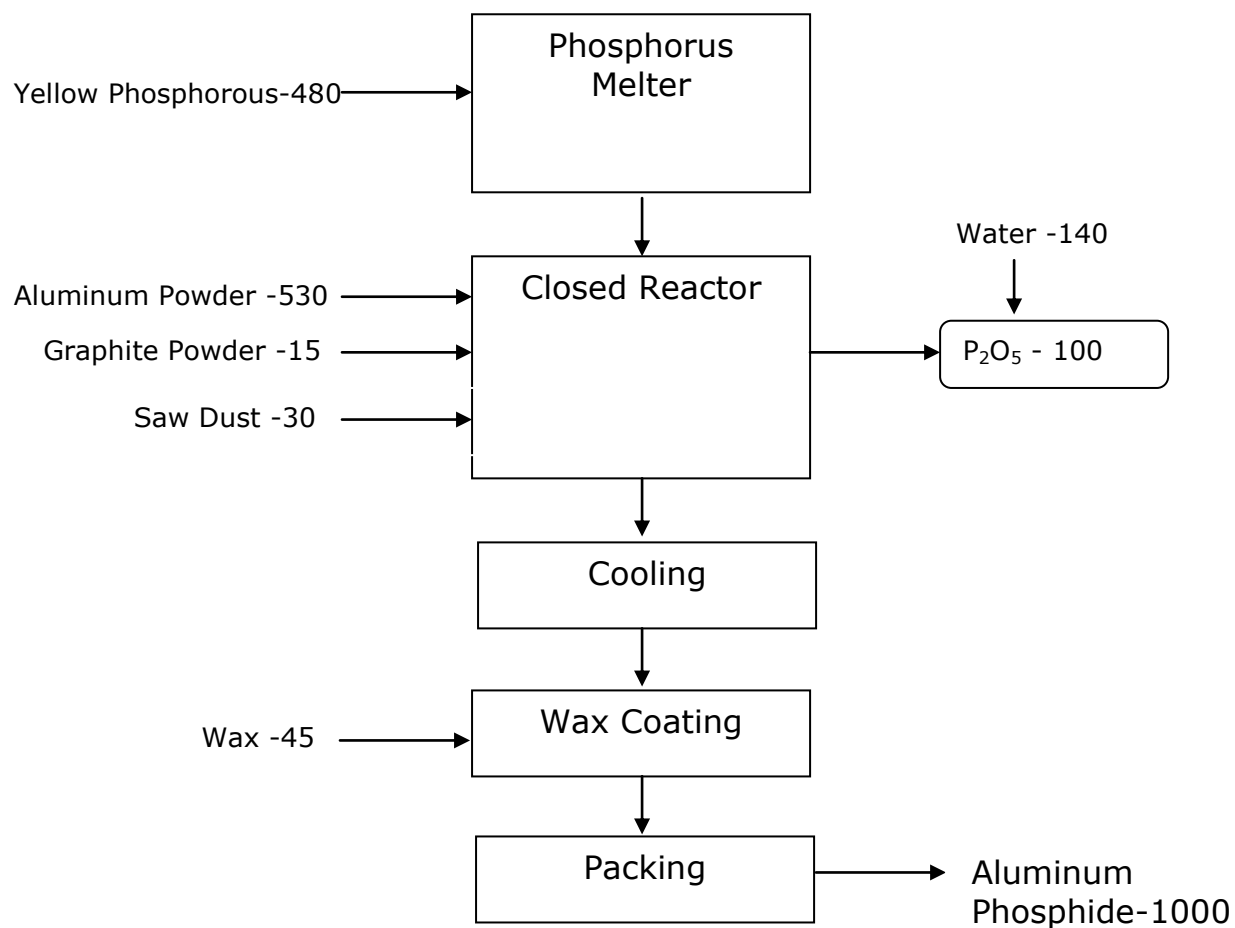 Phosphorus
Melter
Yellow Phosphorous-480
Water -140
Closed Reactor
Aluminum Powder -530
Graphite Powder -15
P₂O₅ - 100
Saw Dust -30
Cooling
Wax Coating
Wax -45
Packing
Aluminum
Phosphide-1000